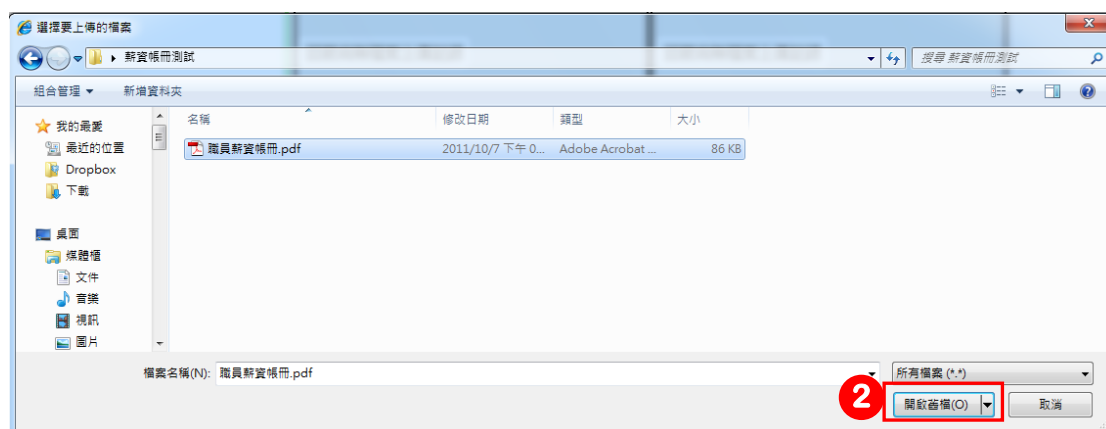 選擇要上傳的檔案
薪資帳冊測試
搜尋 薪資帳冊測試
組合管理 新增資料夾
我的最愛
最近的位置
Dropbox
下載
桌面
媒體櫃
文件
音樂
視訊
圖片
名稱 修改日期 類型 大小
職員薪資帳冊.pdf 2011/10/7 下午 0... Adobe Acrobat ... 86 KB
檔案名稱(N): 職員薪資帳冊.pdf 所有檔案 (*.*)
2 開啟舊檔(O) 取消